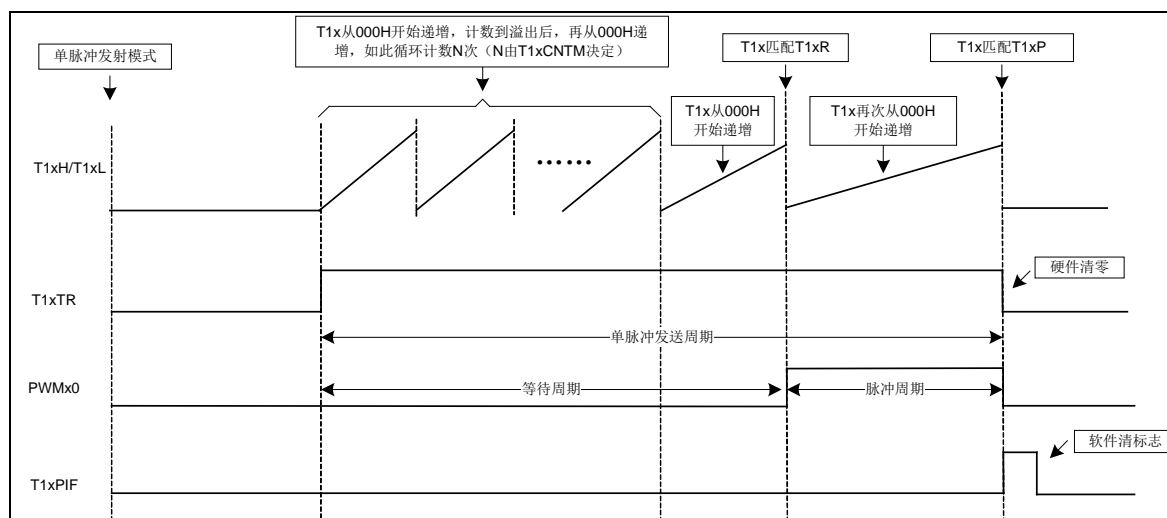 T1x从000H开始递增，计数到溢出后，再从000H递
增，如此循环计数N次（N由T1xCNTM决定）
单脉冲发射模式
T1x匹配T1xR
T1x匹配T1xP
T1x从000H
开始递增
T1x再次从000H
开始递增
T1xH/T1xL
······
硬件清零
T1xTR
单脉冲发送周期
PWMx0
等待周期
脉冲周期
软件清标志
T1xPIF